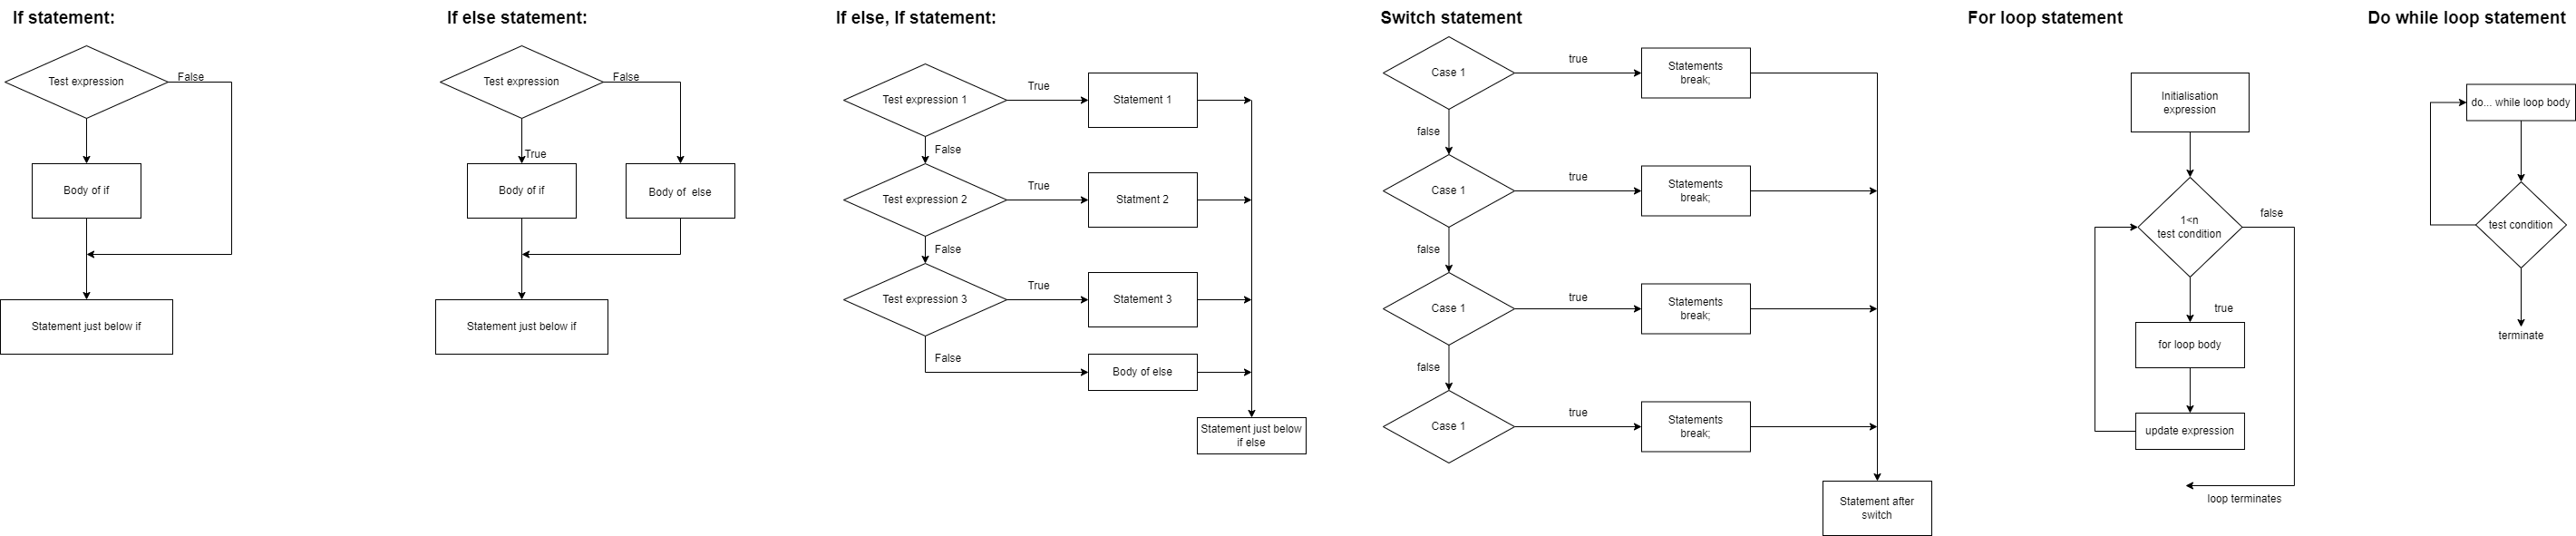 If statement:
Test expression
False
Body of if
Statement just below if
If else statement:
Test expression
False
True
Body of if
Body of  else
Statement just below if
If else, If statement:
Test expression 1
True
Statement 1
False
Test expression 2
True
Statment 2
False
Test expression 3
True
Statement 3
False
Body of else
Statement just below
if else
Switch statement
Case 1
true
Statements
break;
false
Case 1
true
Statements
break;
false
Case 1
true
Statements
break;
false
Case 1
true
Statements
break;
Statement after
switch
For loop statement
Initialisation
expression
1<n
test condition
false
true
for loop body
update expression
loop terminates
Do while loop statement
do... while loop body
test condition
terminate